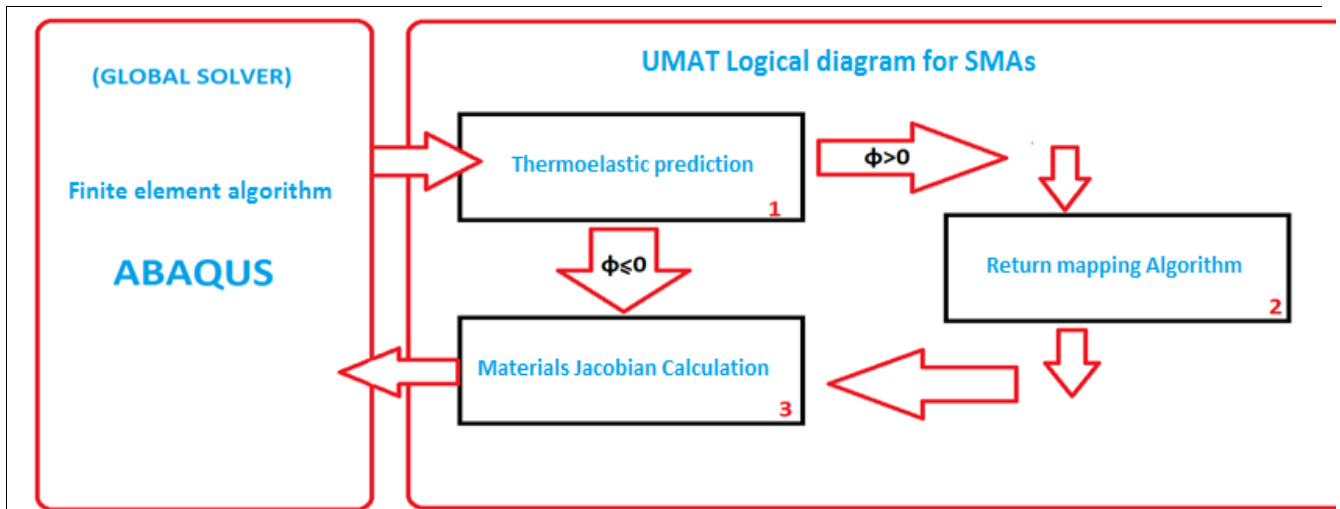 (GLOBAL SOLVER)
Finite element algorithm
ABAQUS
UMAT Logical diagram for SMAs
Thermoelastic prediction
1
ϕ>0
ϕ⩽0
Return mapping Algorithm
2
Materials Jacobian Calculation
3